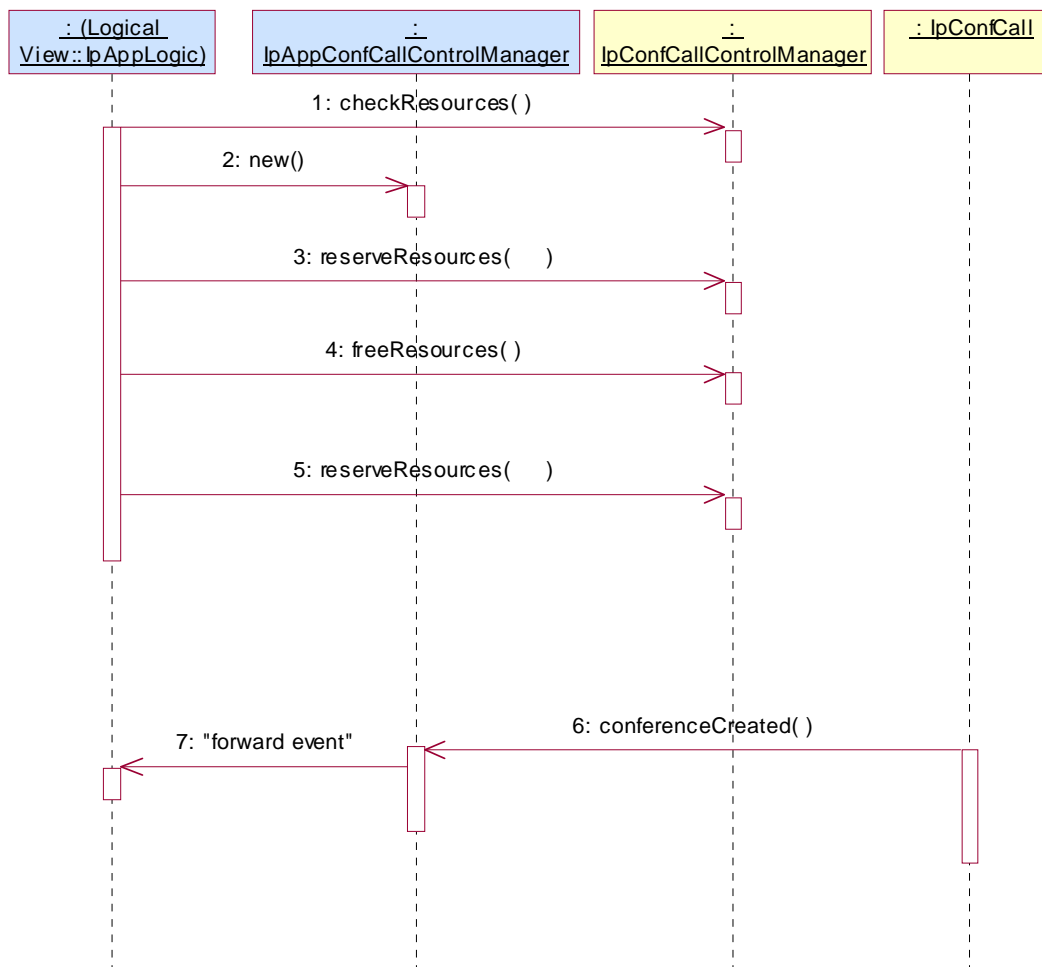 : (Logical
View::IpAppLogic)
:
IpAppConfCallControlManager
:
IpConfCallControlManager
: IpConfCall
1: checkResources( )
2: new()
3: reserveResources( )
4: freeResources( )
5: reserveResources( )
6: conferenceCreated( )
7: "forward event"